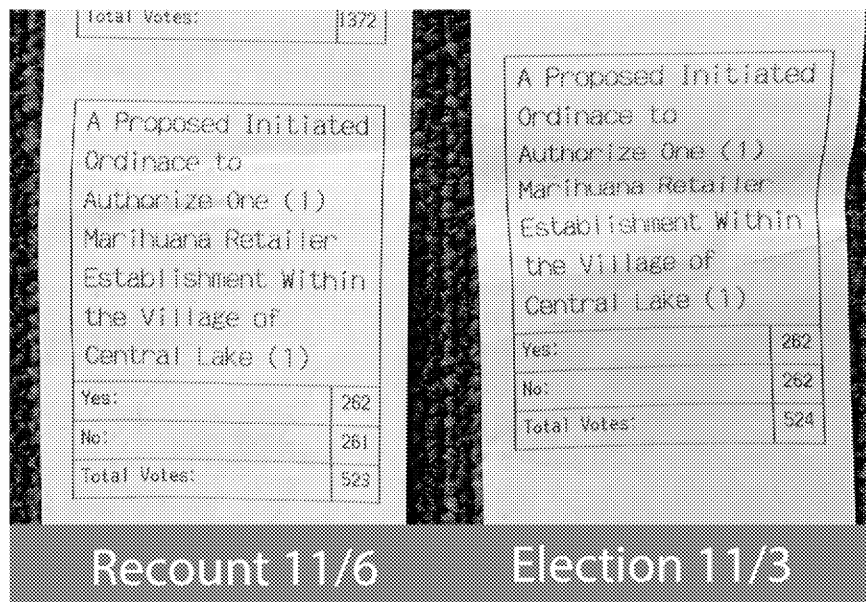 Total Votes: 1372
A Proposed Initiated
Ordinace to
Authorize One (1)
Marihuana Retailer
Establishment Within
the Village of
Central Lake (1)
Yes: 262
No: 261
Total Votes: 523
Recount 11/6
A Proposed Initiated
Ordinace to
Authorize One (1)
Marihuana Retailer
Establishment Within
the Village of
Central Lake (1)
Yes: 262
No: 262
Total Votes: 524
Election 11/3